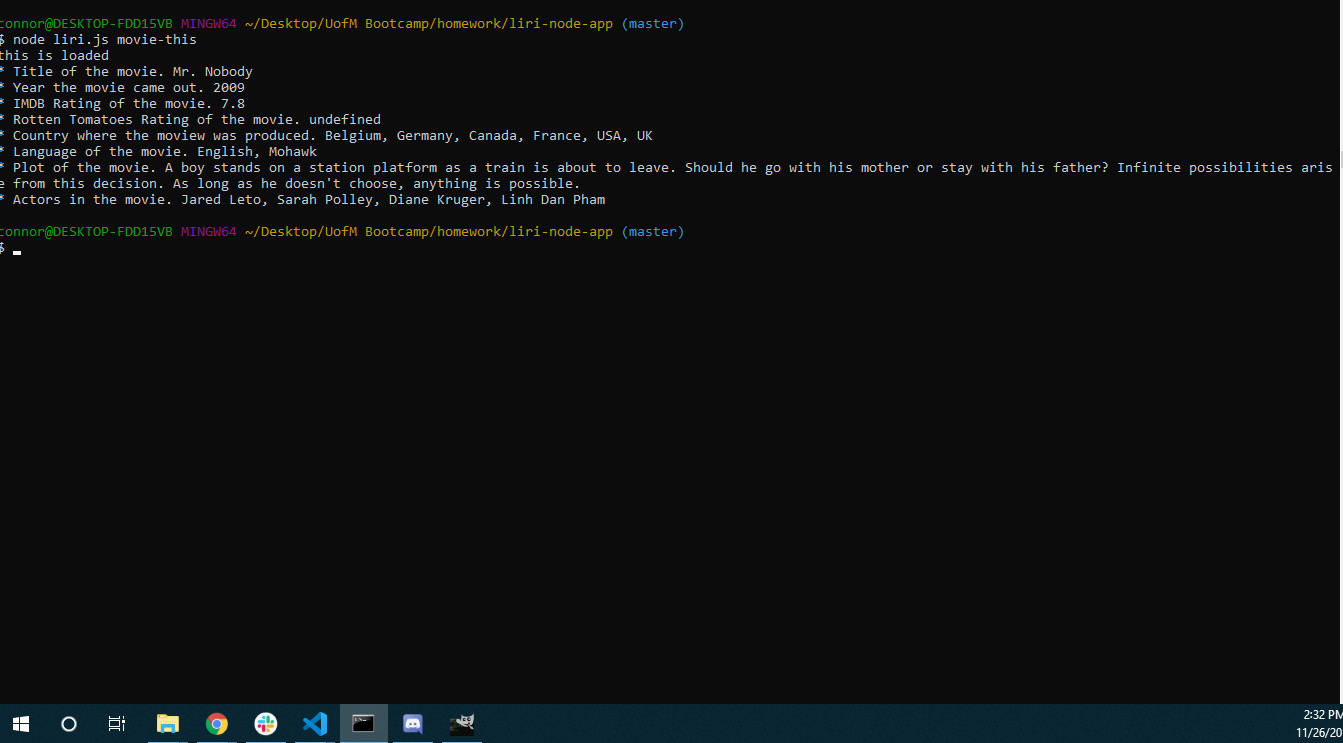 connor@DESKTOP-FDD15VB MINGW64 ~/Desktop/UofM Bootcamp/homework/liri-node-app (master)
$ node liri.js movie-this
this is loaded
* Title of the movie. Mr. Nobody
* Year the movie came out. 2009
* IMDB Rating of the movie. 7.8
* Rotten Tomatoes Rating of the movie. undefined
* Country where the moview was produced. Belgium, Germany, Canada, France, USA, UK
* Language of the movie. English, Mohawk
* Plot of the movie. A boy stands on a station platform as a train is about to leave. Should he go with his mother or stay with his father? Infinite possibilities aris
e from this decision. As long as he doesn't choose, anything is possible.
* Actors in the movie. Jared Leto, Sarah Polley, Diane Kruger, Linh Dan Pham
connor@DESKTOP-FDD15VB MINGW64 ~/Desktop/UofM Bootcamp/homework/liri-node-app (master)
$
2:32 PM
11/26/20